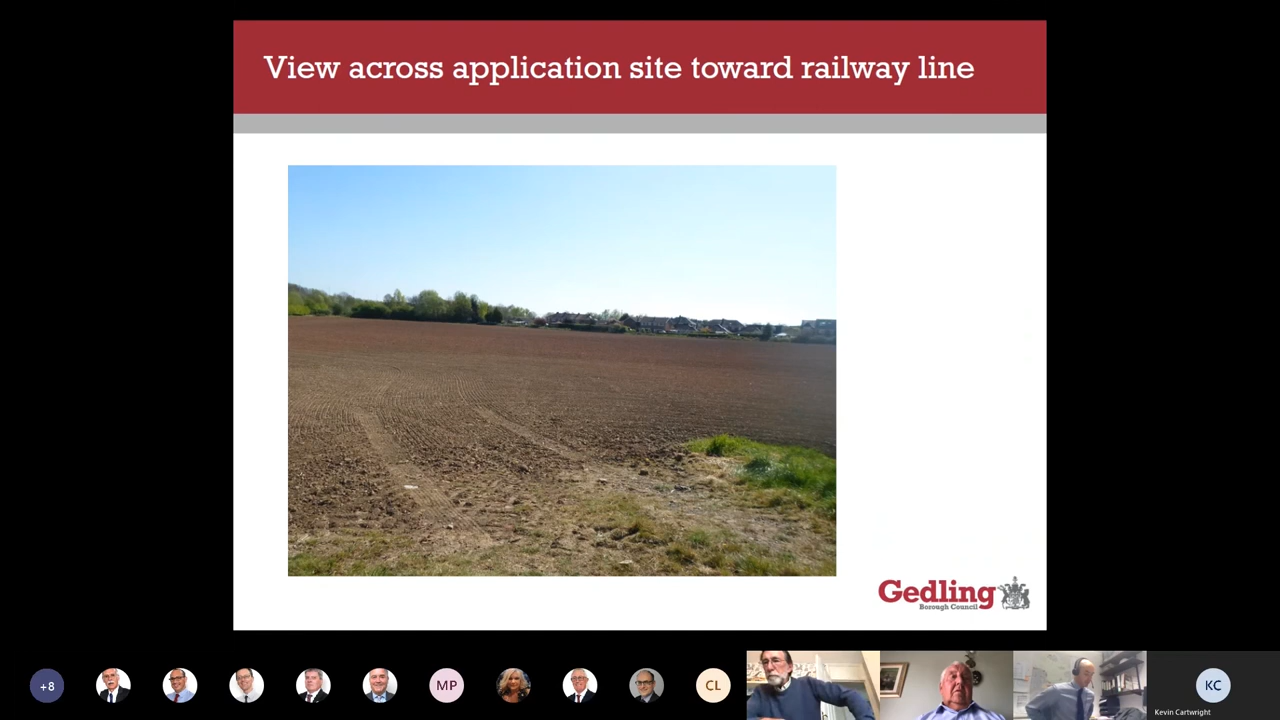 View across application site toward railway line
Gedling
Borough Council
+8
MP
CL
KC
Kevin Cartwright